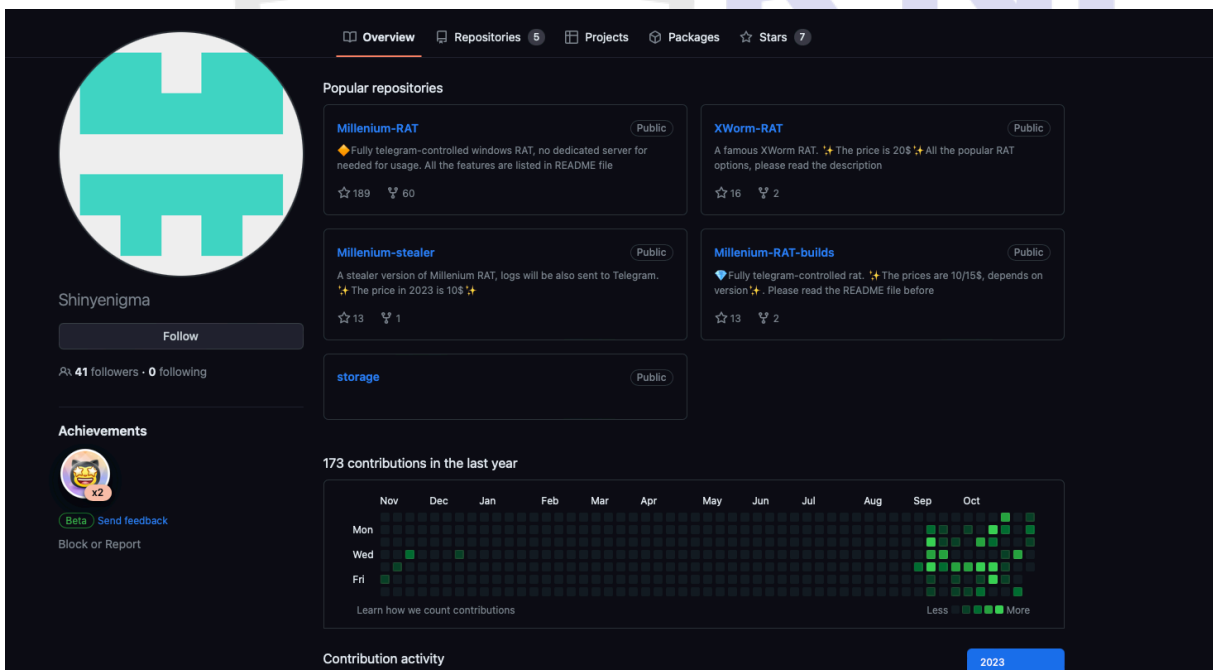 Overview
Repositories 5
Projects
Packages
Stars 7
Shinyenigma
Follow
41 followers · 0 following
Achievements
x2
Beta Send feedback
Block or Report
Popular repositories
Millenium-RAT
Public
🔶Fully telegram-controlled windows RAT, no dedicated server for
needed for usage. All the features are listed in README file
189 60
XWorm-RAT
Public
A famous XWorm RAT. ✨The price is 20$✨All the popular RAT
options, please read the description
16 2
Millenium-stealer
Public
A stealer version of Millenium RAT, logs will be also sent to Telegram.
✨The price in 2023 is 10$✨
13 1
Millenium-RAT-builds
Public
💎Fully telegram-controlled rat. ✨The prices are 10/15$, depends on
version✨. Please read the README file before
13 2
storage
Public
173 contributions in the last year
Nov Dec Jan Feb Mar Apr May Jun Jul Aug Sep Oct
Mon
Wed
Fri
Learn how we count contributions
Less More
Contribution activity
2023